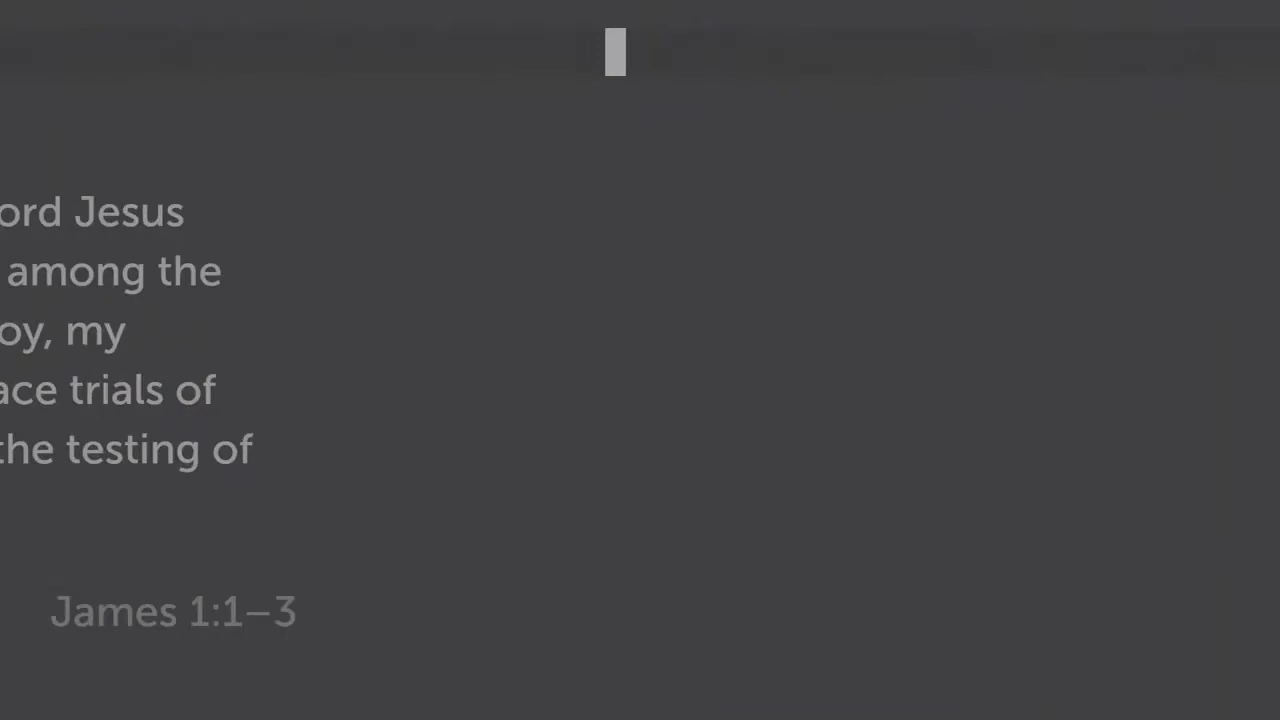 ord Jesus
among the
oy, my
ace trials of
the testing of
James 1:1–3